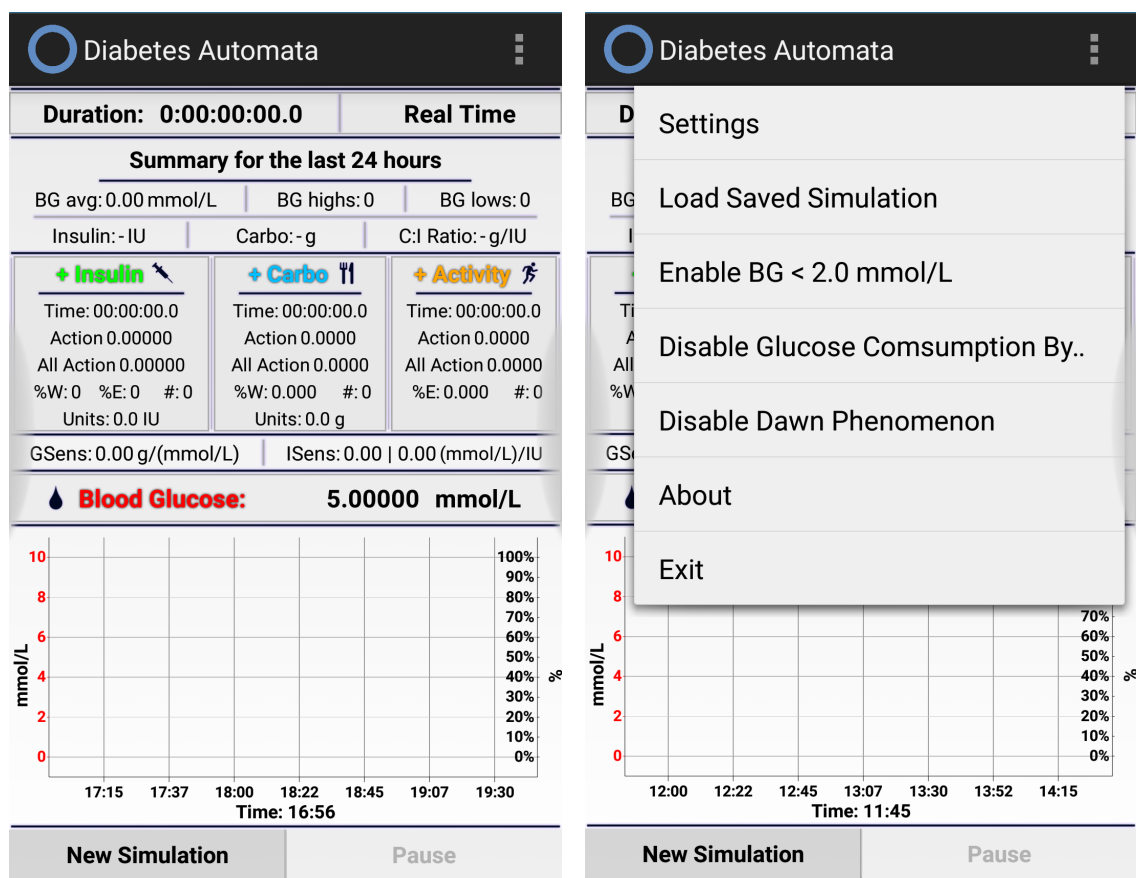 Diabetes Automata
Duration: 0:00:00:00.0 Real Time
Summary for the last 24 hours
BG avg: 0.00 mmol/L BG highs: 0 BG lows: 0
Insulin: - IU Carbo: - g C:I Ratio: - g/IU
+ Insulin + Carbo + Activity
Time: 00:00:00.0 Time: 00:00:00.0 Time: 00:00:00.0
Action 0.00000 Action 0.0000 Action 0.0000
All Action 0.00000 All Action 0.0000 All Action 0.0000
%W: 0 %E: 0 #: 0 %W: 0.000 #: 0 %E: 0.000 #: 0
Units: 0.0 IU Units: 0.0 g
GSens: 0.00 g/(mmol/L) ISens: 0.00 | 0.00 (mmol/L)/IU
Blood Glucose: 5.00000 mmol/L
10 100%
90%
8 80%
70%
6 60%
50%
4 40%
30%
2 20%
10%
0 0%
mmol/L
%
17:15 17:37 18:00 18:22 18:45 19:07 19:30
Time: 16:56
New Simulation Pause
Diabetes Automata
D
Settings
Load Saved Simulation
BG
I
Enable BG < 2.0 mmol/L
Ti
A
Disable Glucose Comsumption By..
All
%W
Disable Dawn Phenomenon
GSe
About
Exit
10
8
70%
6 60%
50%
4 40%
30%
2 20%
10%
0 0%
mmol/L
%
12:00 12:22 12:45 13:07 13:30 13:52 14:15
Time: 11:45
New Simulation Pause